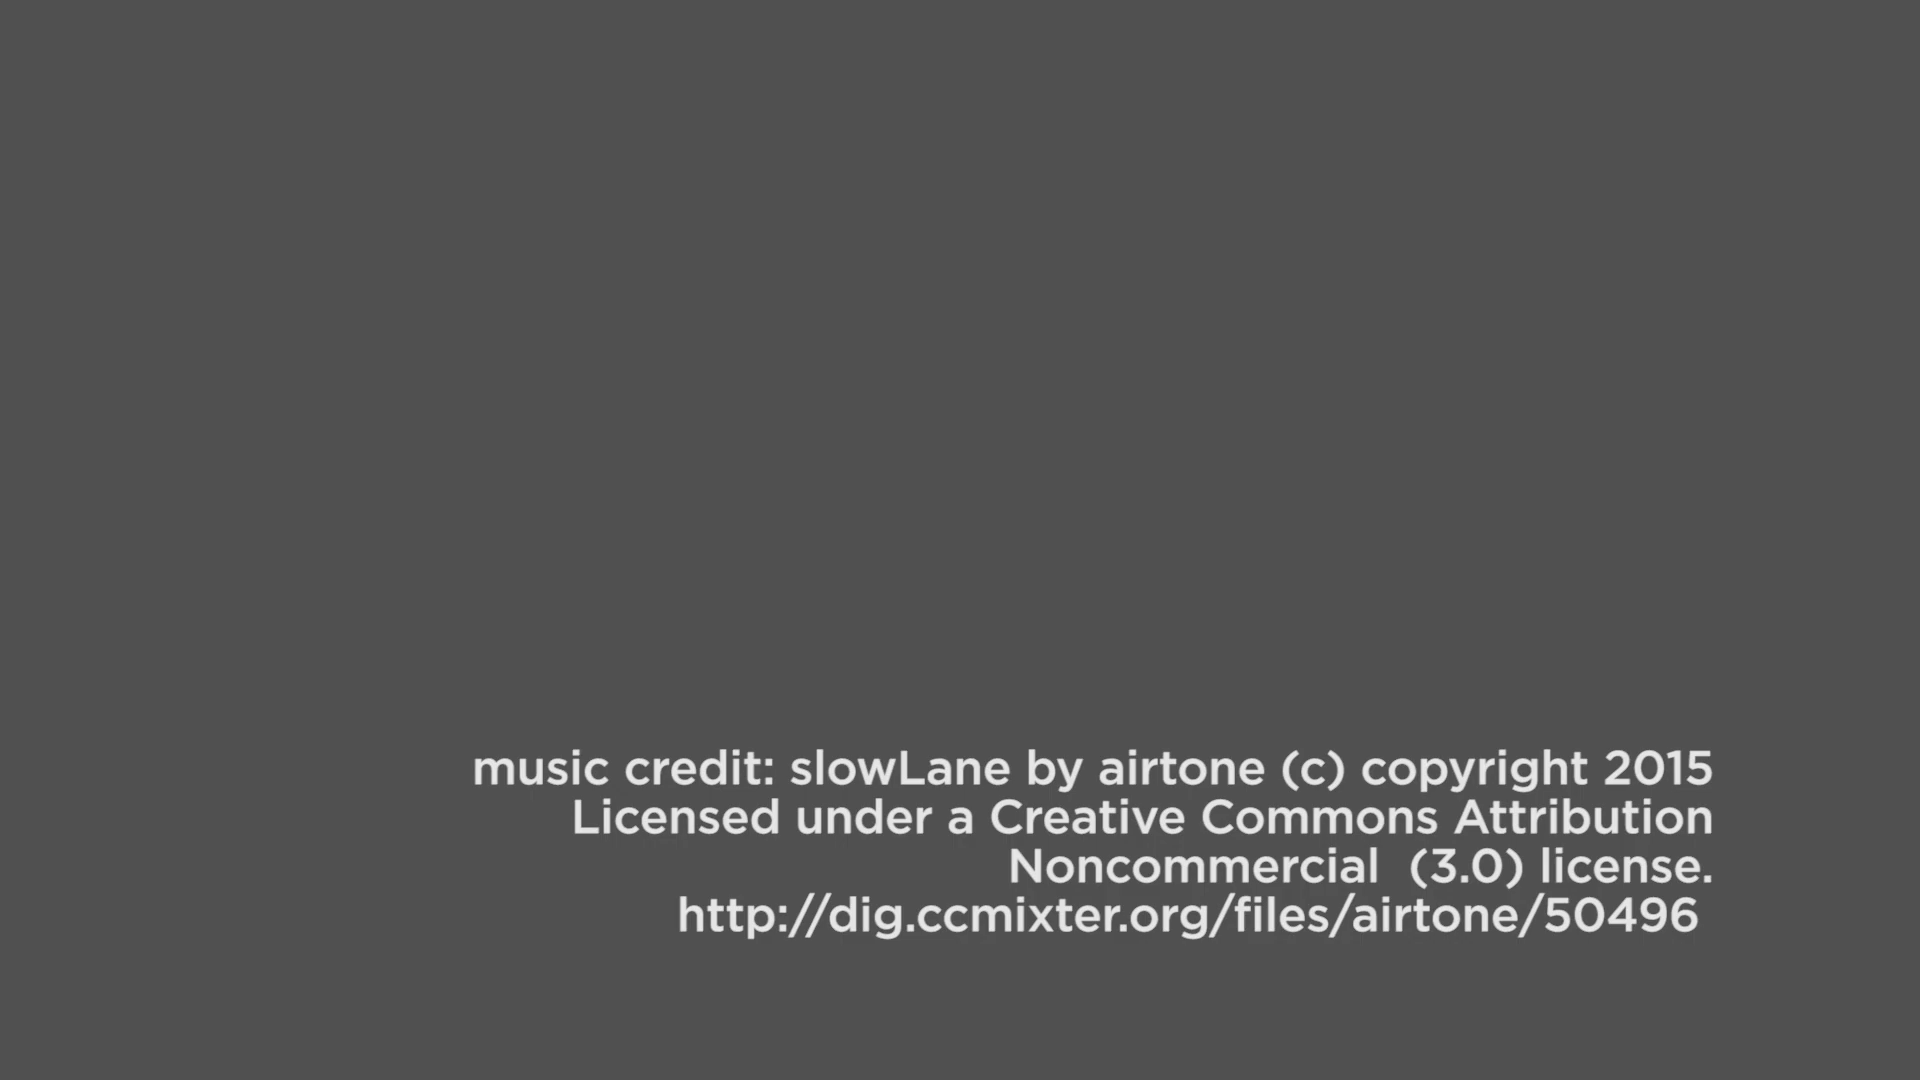 music credit: slowLane by airtone (c) copyright 2015
Licensed under a Creative Commons Attribution
Noncommercial  (3.0) license.
http://dig.ccmixter.org/files/airtone/50496